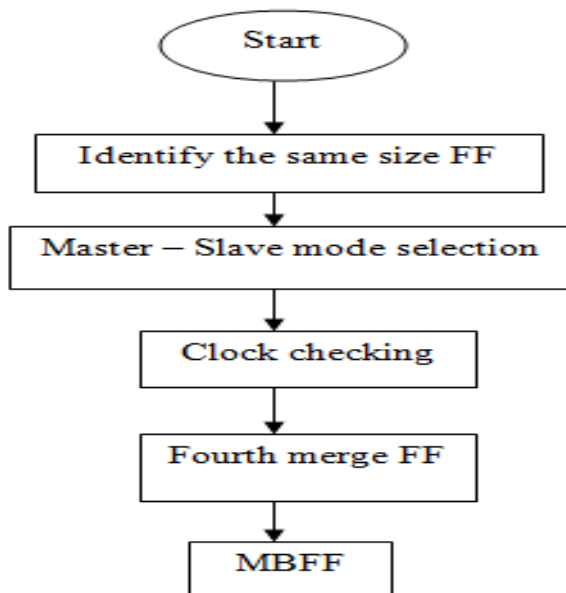 Start
Identify the same size FF
Master – Slave mode selection
Clock checking
Fourth merge FF
MBFF